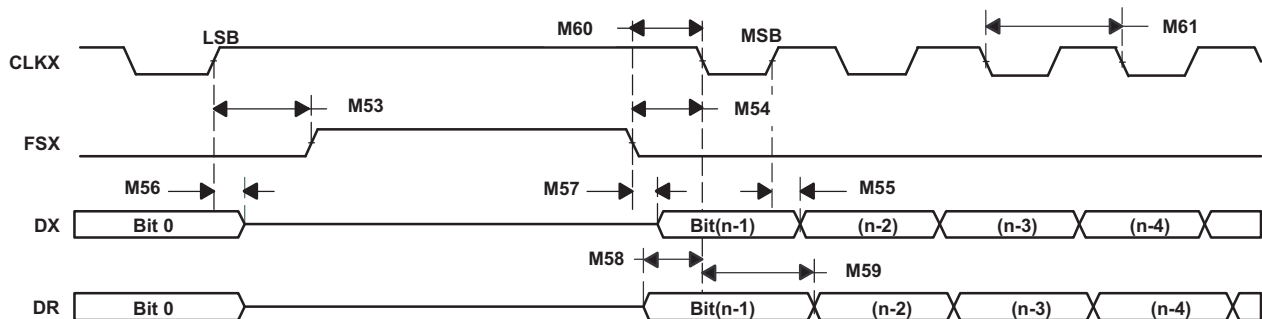 LSB M60 MSB M61
CLKX
M53 M54
FSX
M56 M57 M55
DX Bit 0 Bit(n-1) (n-2) (n-3) (n-4)
M58 M59
DR Bit 0 Bit(n-1) (n-2) (n-3) (n-4)